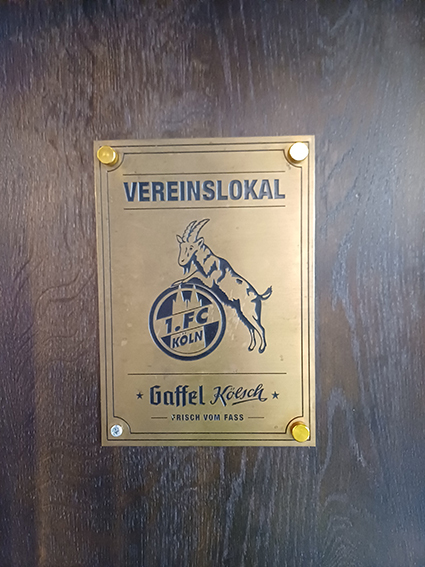 VEREINSLOKAL
1.FC
KÖLN
Gaffel Kölsch
FRISCH VOM FASS